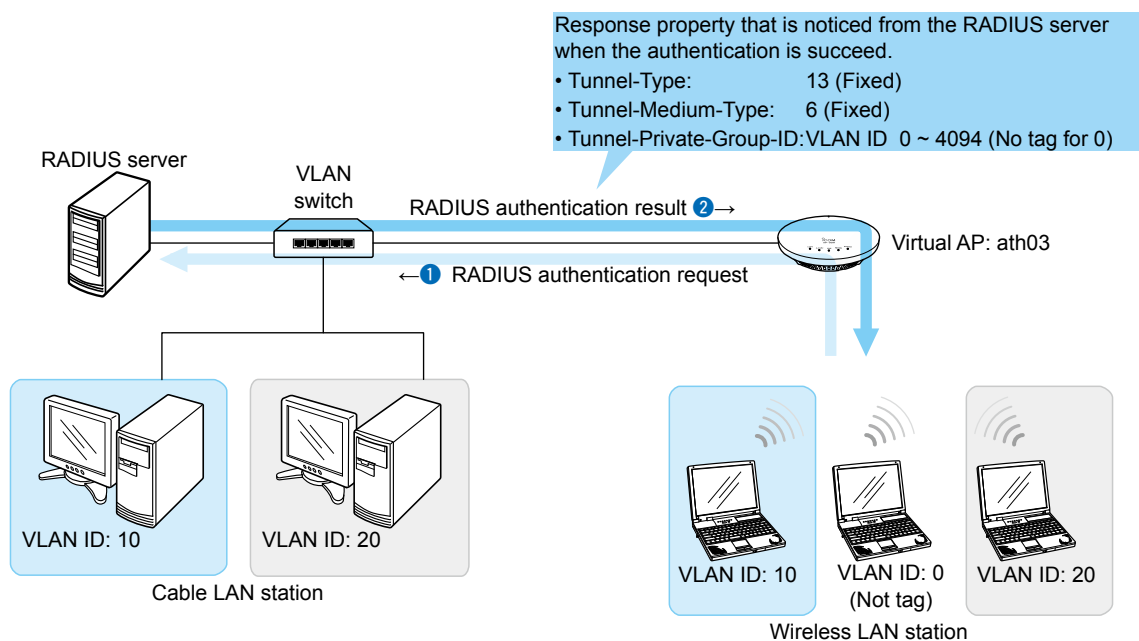 Response property that is noticed from the RADIUS server
when the authentication is succeed.
• Tunnel-Type: 13 (Fixed)
• Tunnel-Medium-Type: 6 (Fixed)
• Tunnel-Private-Group-ID:VLAN ID 0 ~ 4094 (No tag for 0)
RADIUS server
VLAN
switch
RADIUS authentication result ❷→
Virtual AP: ath03
←❶ RADIUS authentication request
VLAN ID: 10
VLAN ID: 20
Cable LAN station
VLAN ID: 10
VLAN ID: 0
(Not tag)
VLAN ID: 20
Wireless LAN station